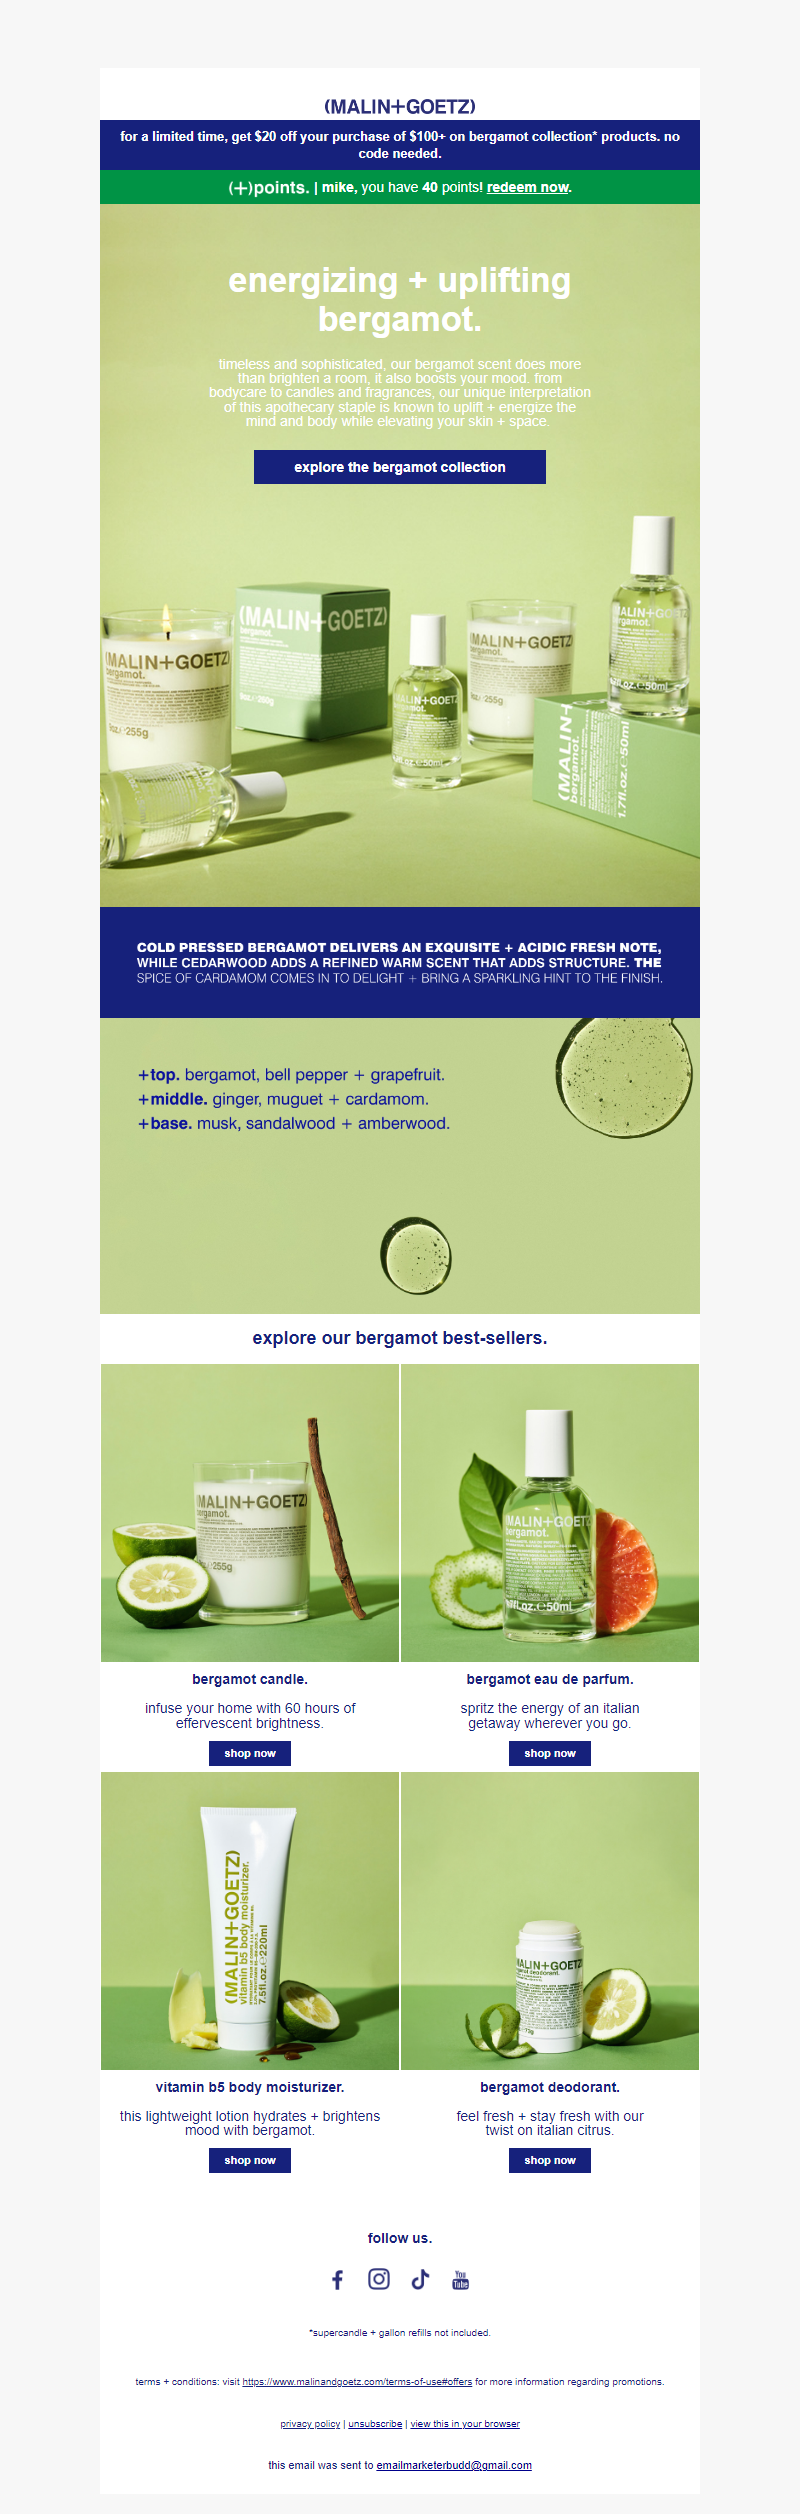 (MALIN+GOETZ)
for a limited time, get $20 off your purchase of $100+ on bergamot collection* products. no
code needed.
(+)points. | mike, you have 40 points! redeem now.
energizing + uplifting
bergamot.
timeless and sophisticated, our bergamot scent does more
than brighten a room, it also boosts your mood. from
bodycare to candles and fragrances, our unique interpretation
of this apothecary staple is known to uplift + energize the
mind and body while elevating your skin + space.
explore the bergamot collection
(MALIN+GOETZ)
bergamot.
9oz.℮255g
(MALIN+GOETZ)
bergamot.
9oz.℮260g
MALIN+GOET
MALIN+GOETZ
bergamot.
℮255g
MALIN+GOETZ
bergamot.
℮50ml
(MALIN+
bergamot.
1.7fl.oz.℮50ml
COLD PRESSED BERGAMOT DELIVERS AN EXQUISITE + ACIDIC FRESH NOTE,
WHILE CEDARWOOD ADDS A REFINED WARM SCENT THAT ADDS STRUCTURE. THE
SPICE OF CARDAMOM COMES IN TO DELIGHT + BRING A SPARKLING HINT TO THE FINISH.
+top. bergamot, bell pepper + grapefruit.
+middle. ginger, muguet + cardamom.
+base. musk, sandalwood + amberwood.
explore our bergamot best-sellers.
(MALIN+GOETZ)
bergamot.
℮255g
(MALIN+GOET
bergamot.
℮50ml
bergamot candle.
infuse your home with 60 hours of
effervescent brightness.
shop now
bergamot eau de parfum.
spritz the energy of an italian
getaway wherever you go.
shop now
(MALIN+GOETZ)
vitamin b5 body moisturizer.
7.5fl.oz.℮220ml
MALIN+GOETZ
bergamot deodorant.
73g
vitamin b5 body moisturizer.
this lightweight lotion hydrates + brightens
mood with bergamot.
shop now
bergamot deodorant.
feel fresh + stay fresh with our
twist on italian citrus.
shop now
follow us.
You
Tube
*supercandle + gallon refills not included.
terms + conditions: visit https://www.malinandgoetz.com/terms-of-use#offers for more information regarding promotions.
privacy policy | unsubscribe | view this in your browser
this email was sent to emailmarketerbudd@gmail.com